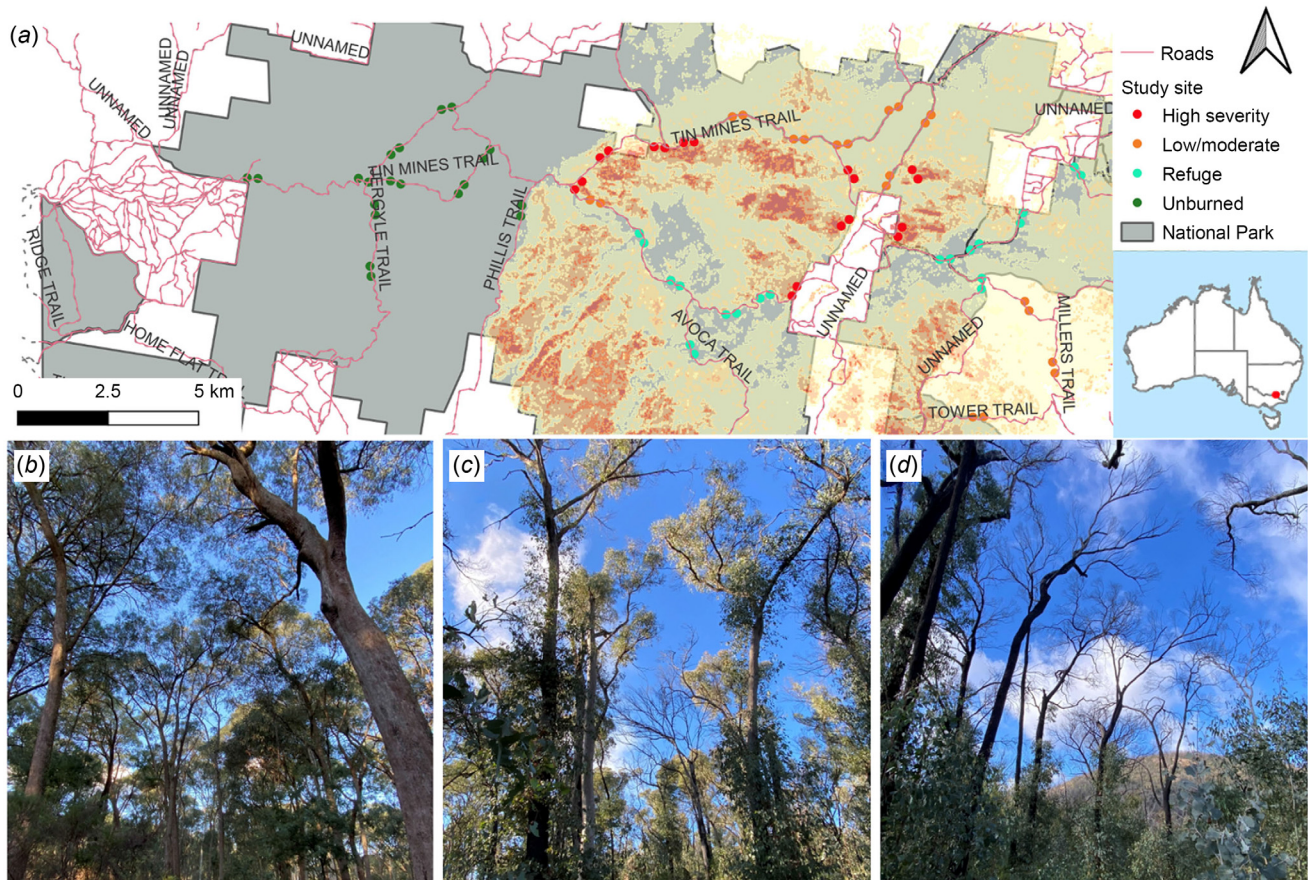 (a)
UNNAMED
UNNAMED
UNNAMED
UNNAMED
TIN MINES TRAIL
TERGYLE TRAIL
PHILLIS TRAIL
RIDGE TRAIL
HOME FLAT TR
TIN MINES TRAIL
UNNAMED
UNNAMED
AVOCA TRAIL
UNNAMED
MILLERS TRAIL
TOWER TRAIL
0 2.5 5 km
Roads
Study site
High severity
Low/moderate
Refuge
Unburned
National Park
(b)
(c)
(d)